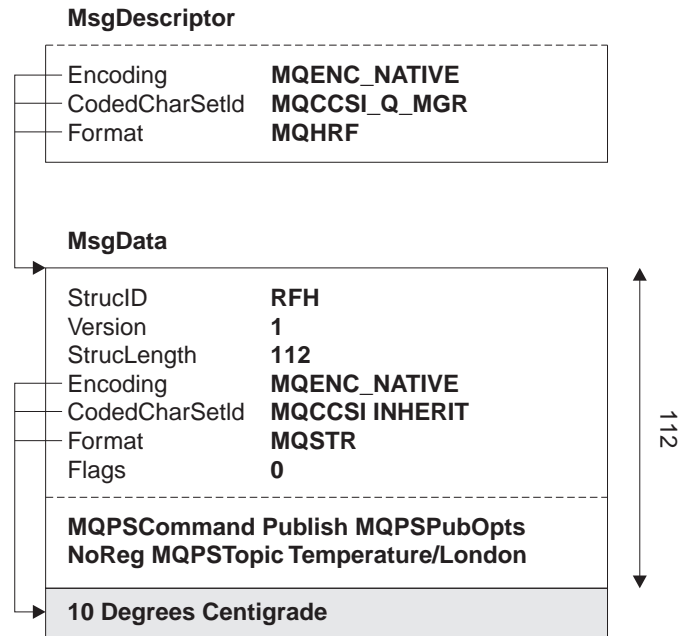 MsgDescriptor
Encoding MQENC_NATIVE
CodedCharSetId MQCCSI_Q_MGR
Format MQHRF
MsgData
StrucID RFH
Version 1
StrucLength 112
Encoding MQENC_NATIVE
CodedCharSetId MQCCSI INHERIT
Format MQSTR
Flags 0
MQPSCommand Publish MQPSPubOpts
NoReg MQPSTopic Temperature/London
10 Degrees Centigrade
112